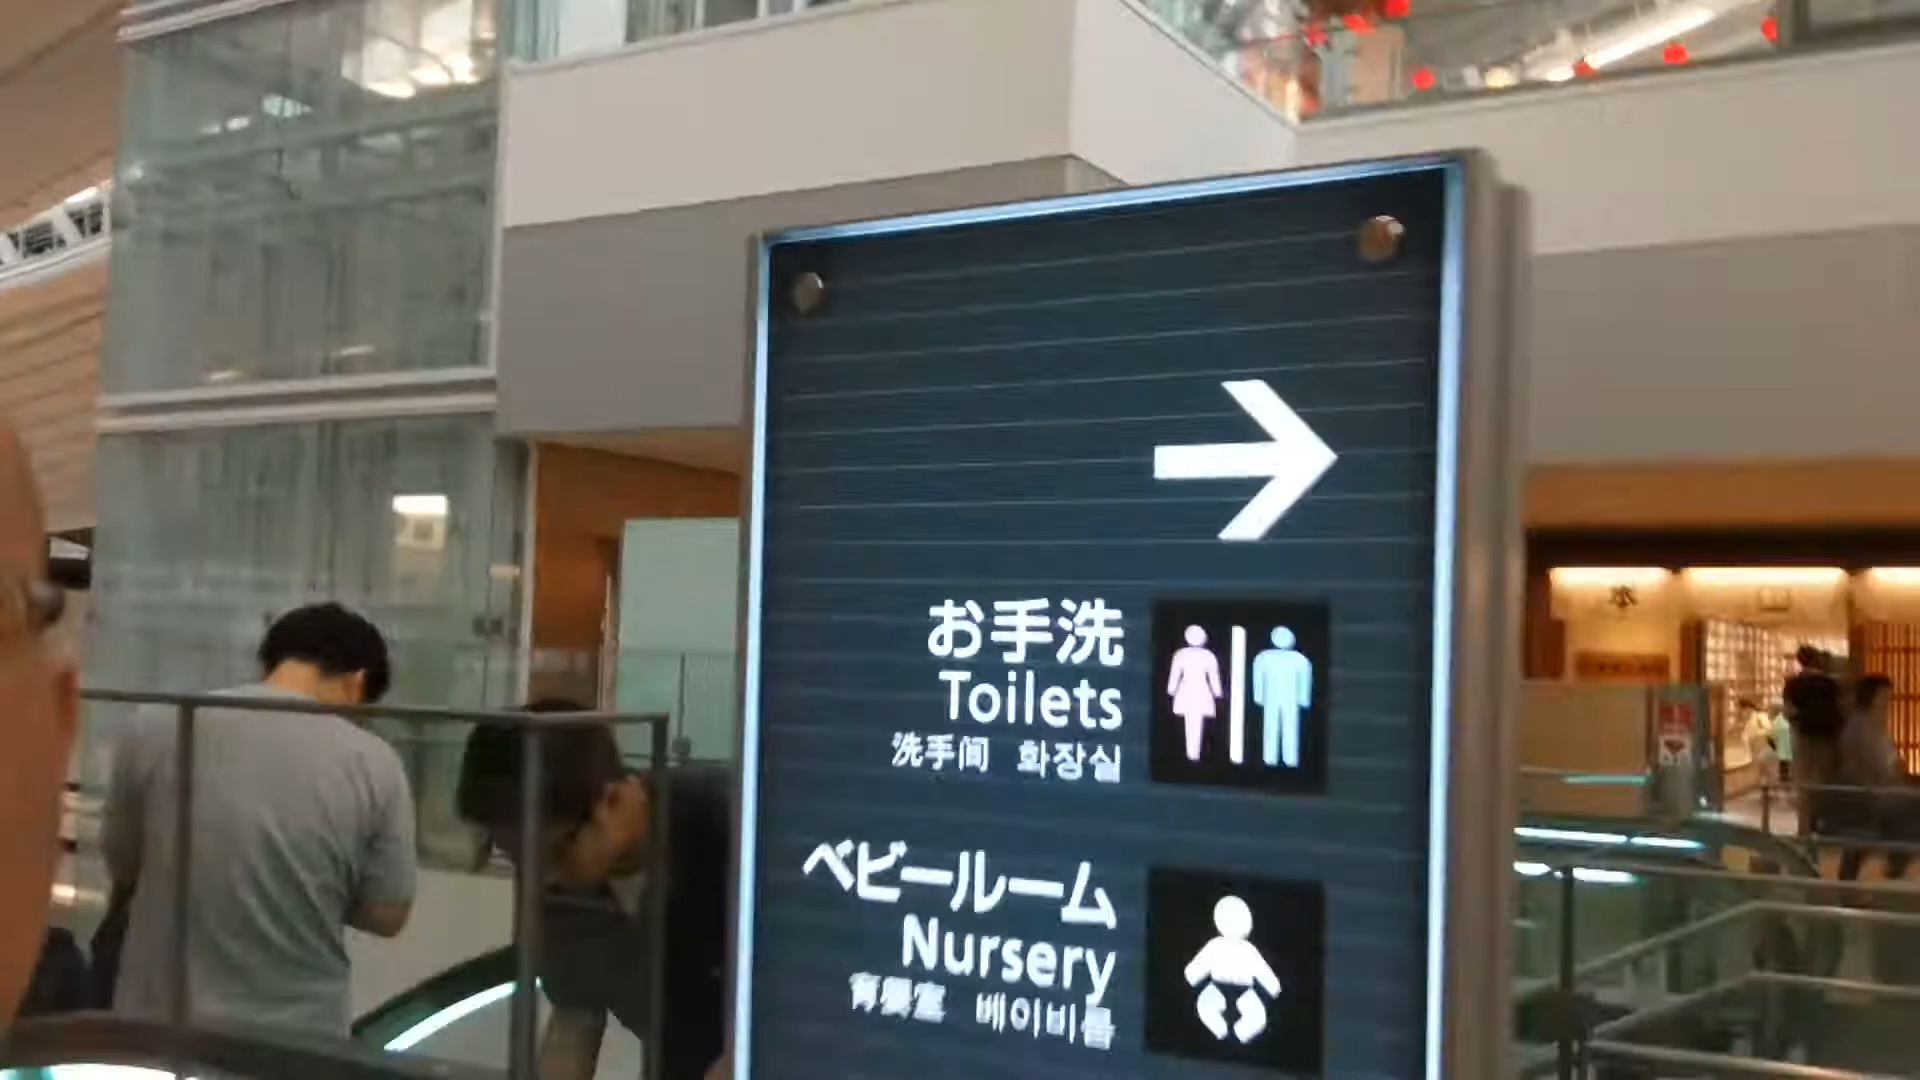 お手洗
Toilets
洗手间 화장실
ベビールーム
Nursery
育婴室 베이비룸